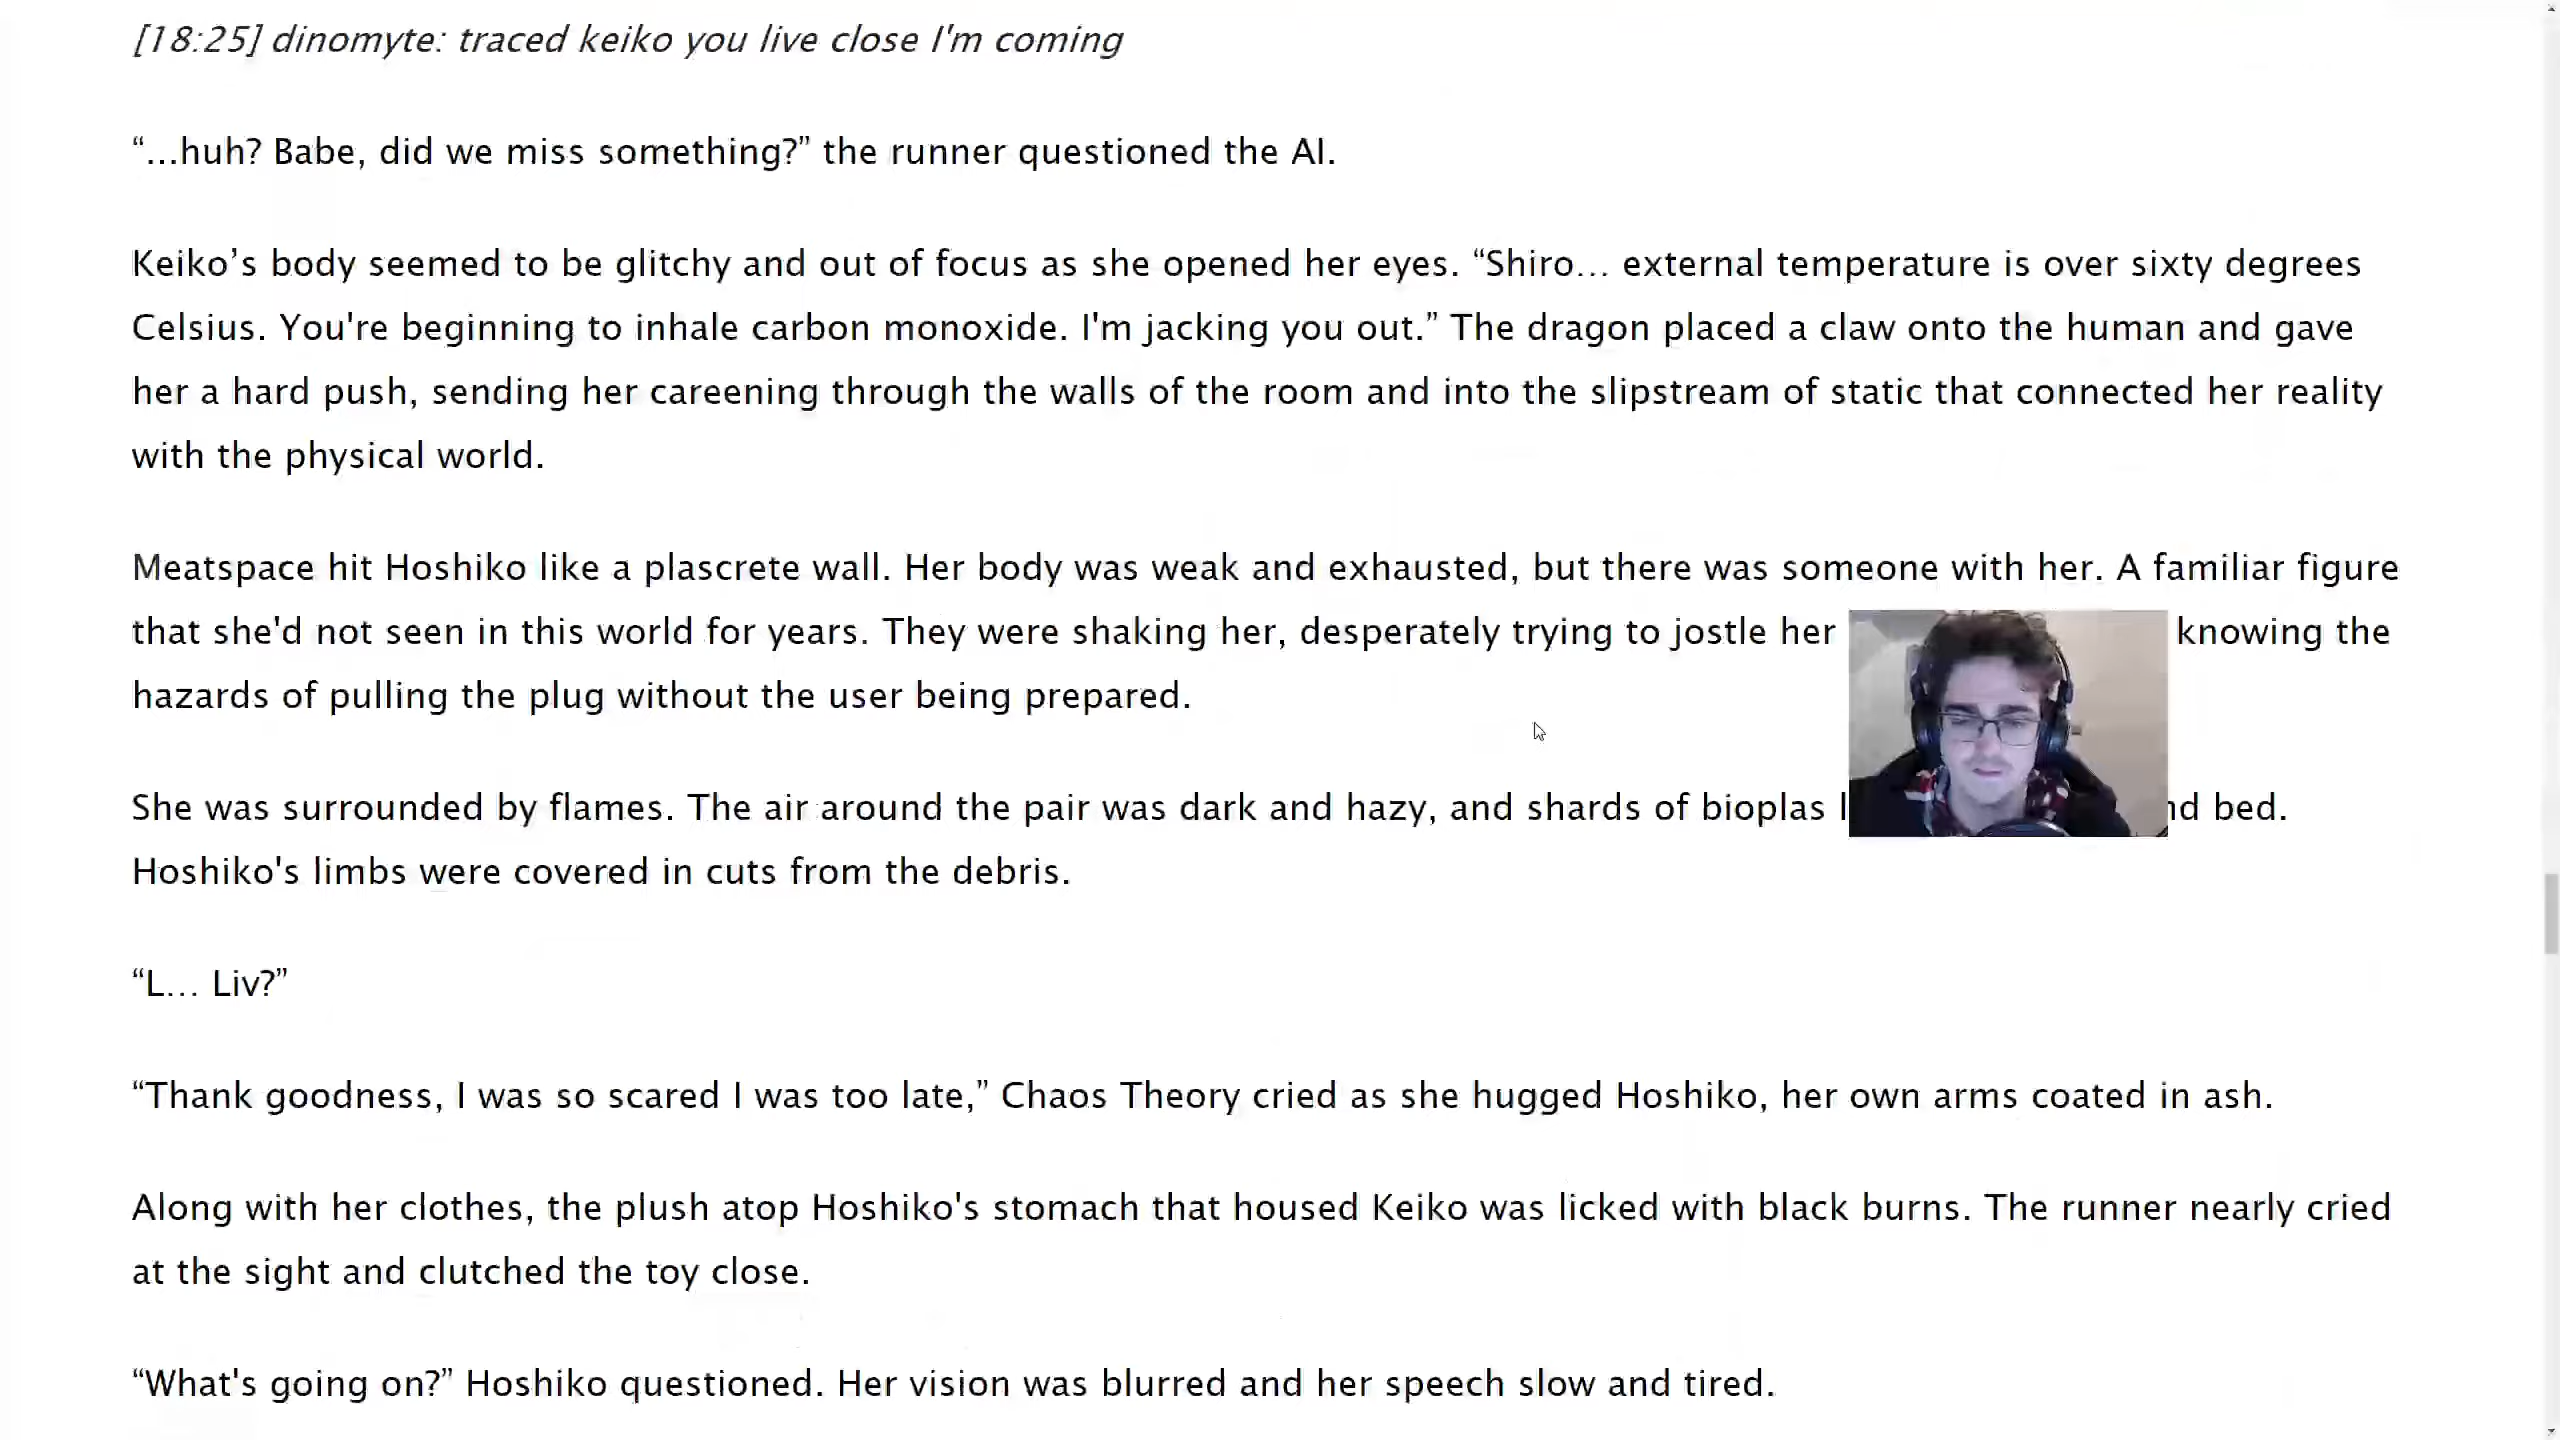 [18:25] dinomyte: traced keiko you live close I'm coming
“...huh? Babe, did we miss something?” the runner questioned the AI.
Keiko’s body seemed to be glitchy and out of focus as she opened her eyes. “Shiro... external temperature is over sixty degrees
Celsius. You're beginning to inhale carbon monoxide. I'm jacking you out.” The dragon placed a claw onto the human and gave
her a hard push, sending her careening through the walls of the room and into the slipstream of static that connected her reality
with the physical world.
Meatspace hit Hoshiko like a plascrete wall. Her body was weak and exhausted, but there was someone with her. A familiar figure
that she'd not seen in this world for years. They were shaking her, desperately trying to jostle her knowing the
hazards of pulling the plug without the user being prepared.
She was surrounded by flames. The air around the pair was dark and hazy, and shards of bioplas bed.
Hoshiko's limbs were covered in cuts from the debris.
“L... Liv?”
“Thank goodness, I was so scared I was too late,” Chaos Theory cried as she hugged Hoshiko, her own arms coated in ash.
Along with her clothes, the plush atop Hoshiko's stomach that housed Keiko was licked with black burns. The runner nearly cried
at the sight and clutched the toy close.
“What's going on?” Hoshiko questioned. Her vision was blurred and her speech slow and tired.